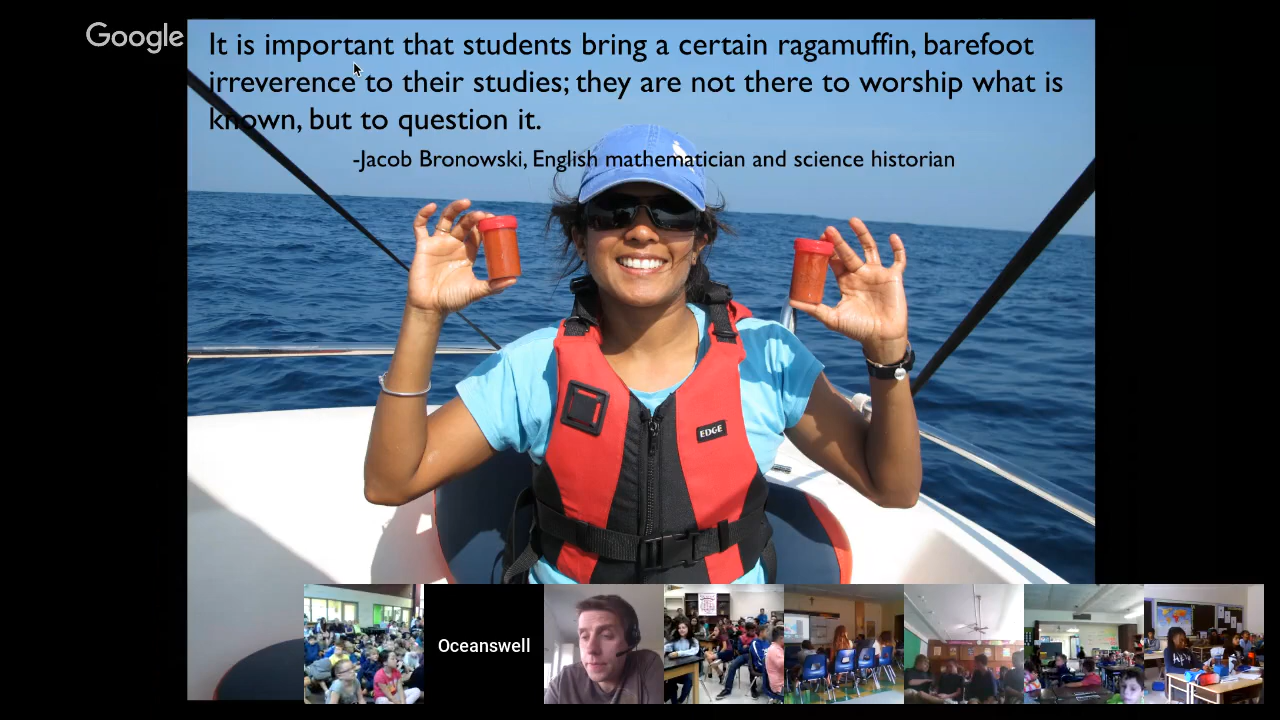 Google
It is important that students bring a certain ragamuffin, barefoot
irreverence to their studies; they are not there to worship what is
known, but to question it.
-Jacob Bronowski, English mathematician and science historian
EDGE
Oceanswell